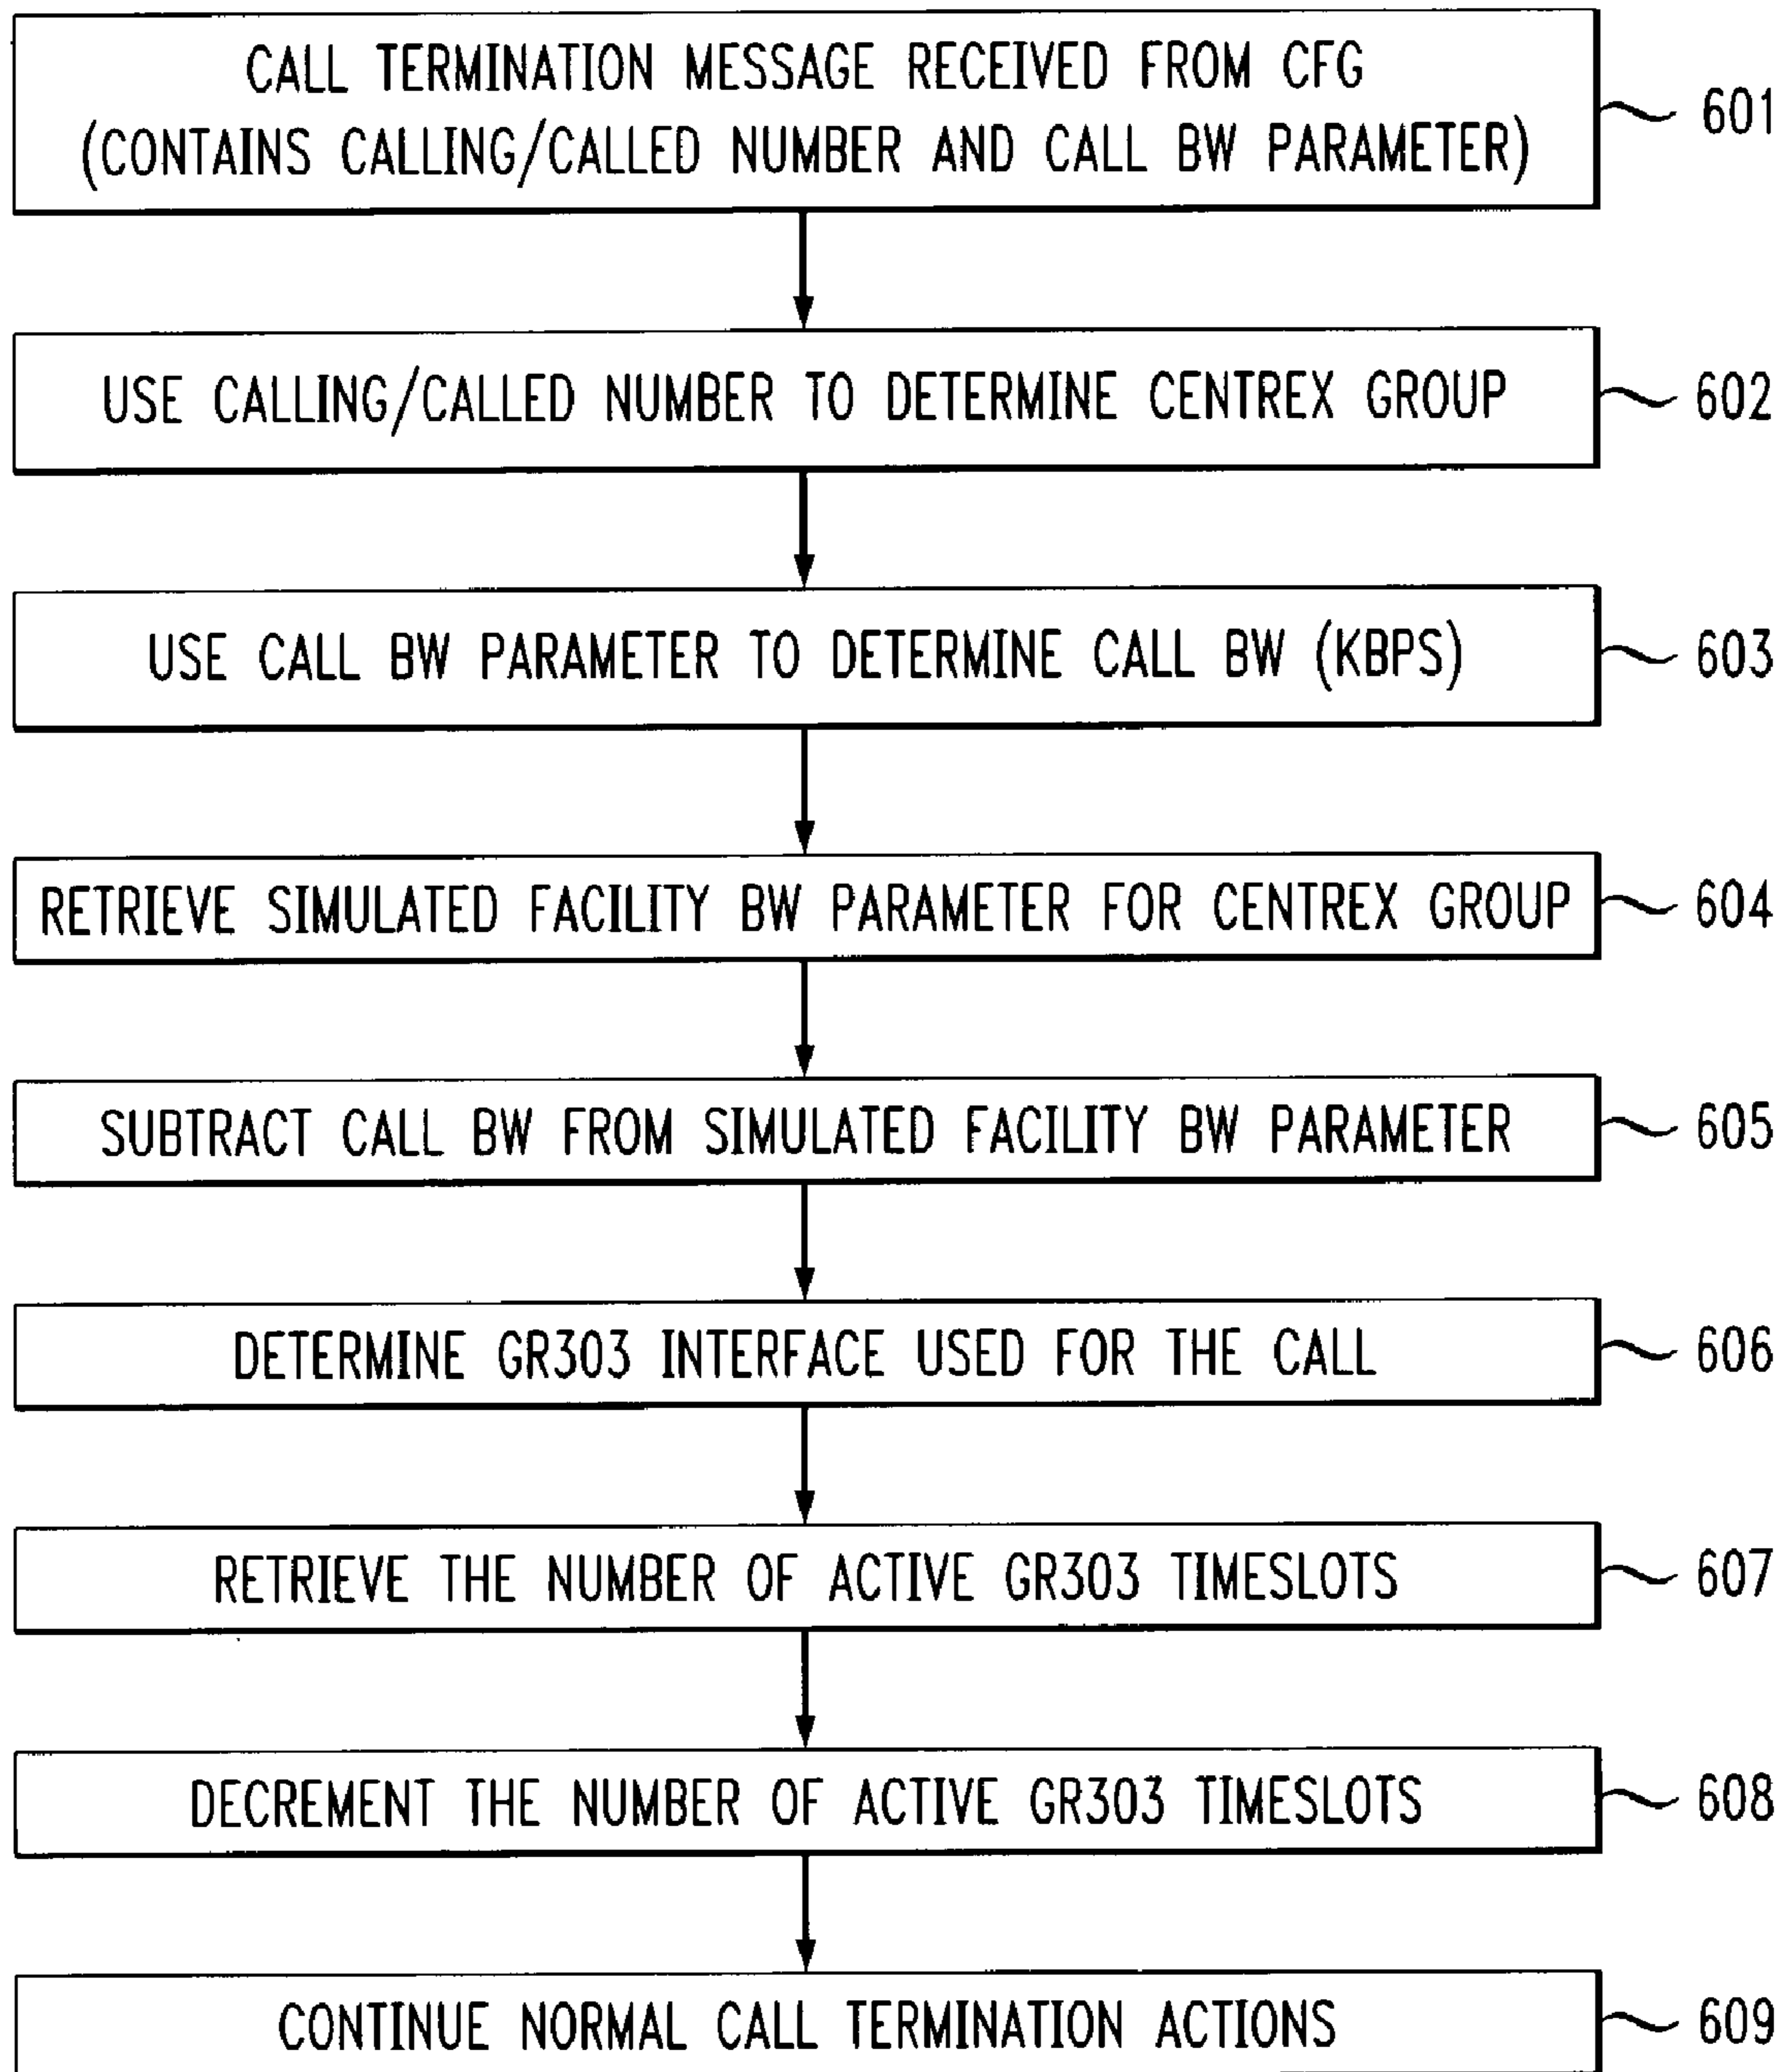 CALL TERMINATION MESSAGE RECEIVED FROM CFG
(CONTAINS CALLING/CALLED NUMBER AND CALL BW PARAMETER)
601
USE CALLING/CALLED NUMBER TO DETERMINE CENTREX GROUP
602
USE CALL BW PARAMETER TO DETERMINE CALL BW (KBPS)
603
RETRIEVE SIMULATED FACILITY BW PARAMETER FOR CENTREX GROUP
604
SUBTRACT CALL BW FROM SIMULATED FACILITY BW PARAMETER
605
DETERMINE GR303 INTERFACE USED FOR THE CALL
606
RETRIEVE THE NUMBER OF ACTIVE GR303 TIMESLOTS
607
DECREMENT THE NUMBER OF ACTIVE GR303 TIMESLOTS
608
CONTINUE NORMAL CALL TERMINATION ACTIONS
609